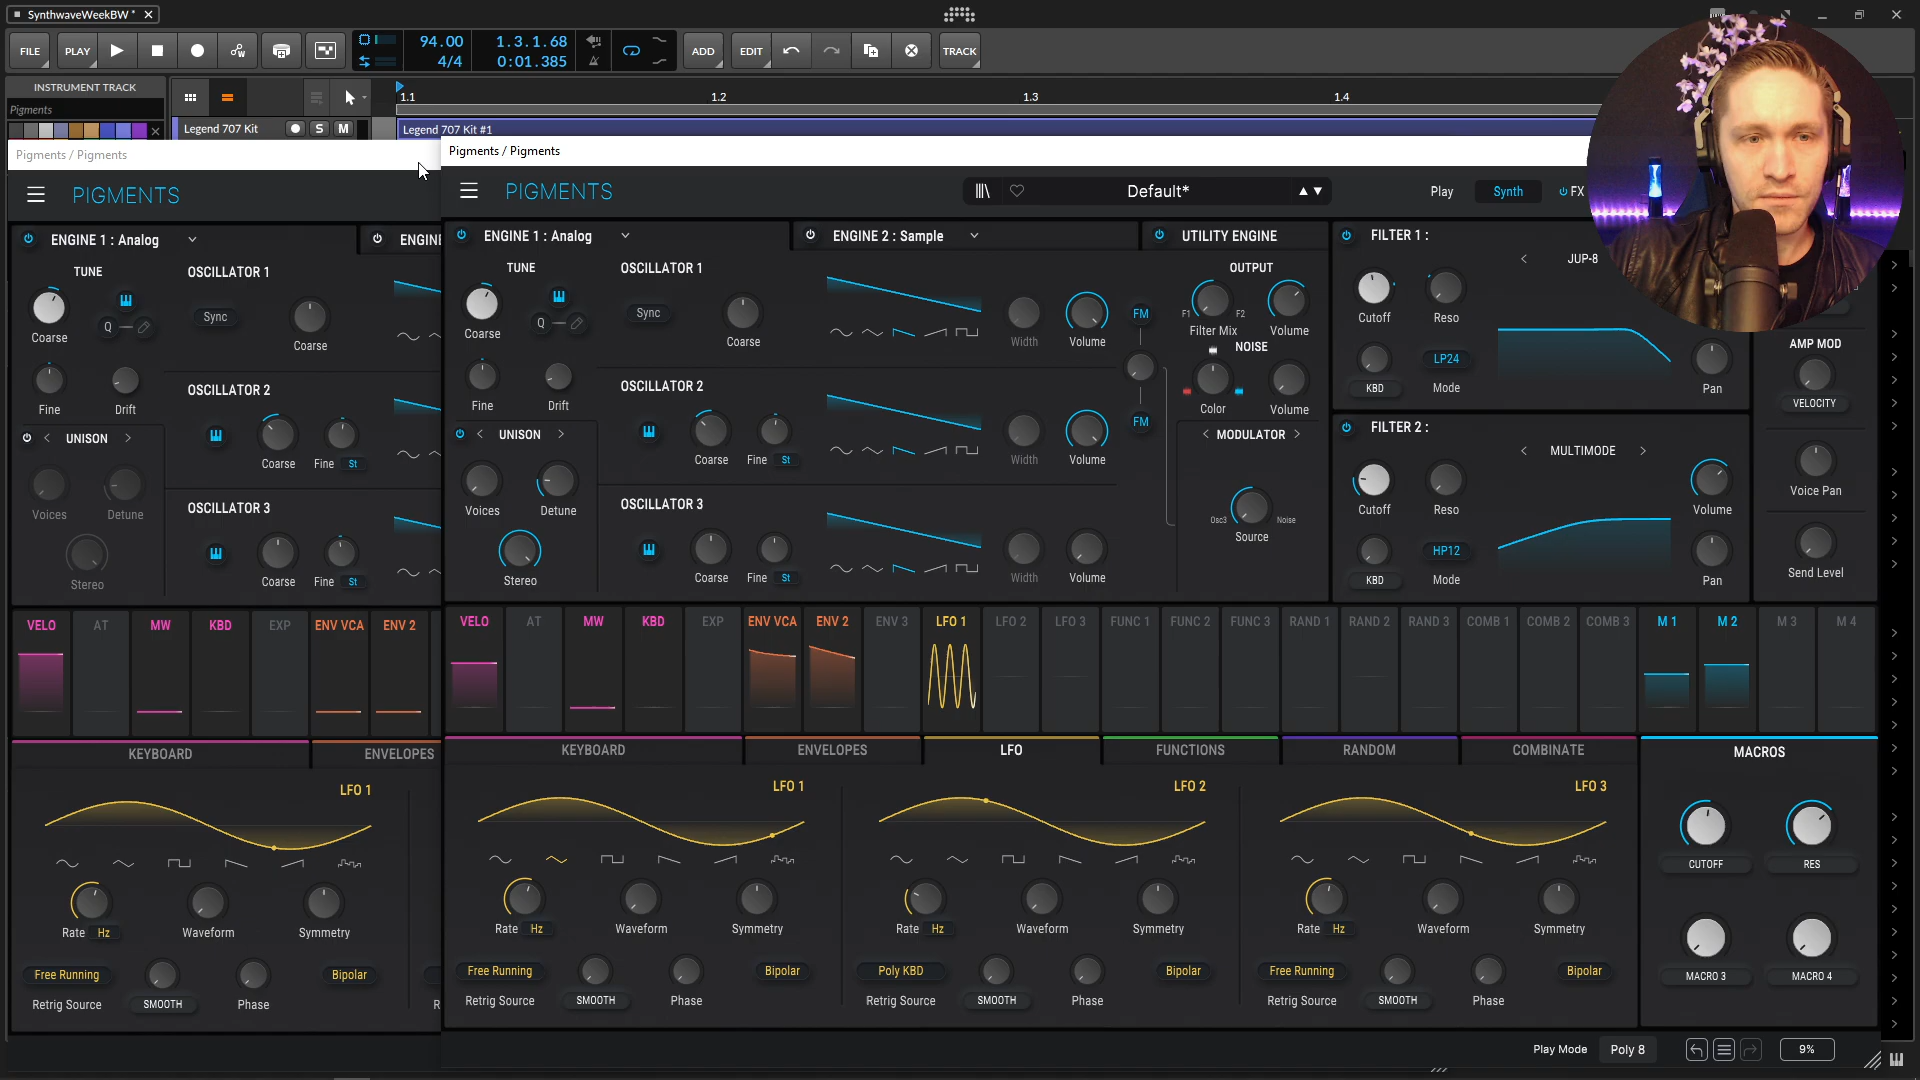 SynthwaveWeekBW *
FILE
PLAY
94.00
4/4
1.3.1.68
0:01.385
ADD
EDIT
TRACK
INSTRUMENT TRACK
Pigments
Legend 707 Kit
S
M
1.1
1.2
1.3
1.4
Legend 707 Kit #1
Pigments / Pigments
PIGMENTS
ENGINE 1 : Analog
ENGINE
TUNE
Coarse
Q
Fine
Drift
UNISON
Voices
Detune
Stereo
OSCILLATOR 1
Sync
Coarse
OSCILLATOR 2
Coarse
Fine
St
OSCILLATOR 3
Coarse
Fine
St
VELO
AT
MW
KBD
EXP
ENV VCA
ENV 2
KEYBOARD
ENVELOPES
LFO 1
Rate
Hz
Waveform
Symmetry
Free Running
Bipolar
Retrig Source
SMOOTH
Phase
R
Pigments / Pigments
PIGMENTS
Default*
Play
Synth
FX
ENGINE 1 : Analog
ENGINE 2 : Sample
UTILITY ENGINE
TUNE
Coarse
Q
Fine
Drift
UNISON
Voices
Detune
Stereo
OSCILLATOR 1
Sync
Coarse
Width
Volume
FM
OSCILLATOR 2
Coarse
Fine
St
Width
Volume
FM
OSCILLATOR 3
Coarse
Fine
St
Width
Volume
OUTPUT
F1
F2
Filter Mix
Volume
NOISE
Color
Volume
MODULATOR
Osc3
Noise
Source
FILTER 1 :
JUP-8
Cutoff
Reso
KBD
LP24
Mode
Pan
FILTER 2 :
MULTIMODE
Cutoff
Reso
Volume
KBD
HP12
Mode
Pan
AMP MOD
VELOCITY
Voice Pan
Send Level
VELO
AT
MW
KBD
EXP
ENV VCA
ENV 2
ENV 3
LFO 1
LFO 2
LFO 3
FUNC 1
FUNC 2
FUNC 3
RAND 1
RAND 2
RAND 3
COMB 1
COMB 2
COMB 3
M 1
M 2
M 3
M 4
KEYBOARD
ENVELOPES
LFO
FUNCTIONS
RANDOM
COMBINATE
MACROS
LFO 1
Rate
Hz
Waveform
Symmetry
Free Running
Bipolar
Retrig Source
SMOOTH
Phase
LFO 2
Rate
Hz
Waveform
Symmetry
Poly KBD
Bipolar
Retrig Source
SMOOTH
Phase
LFO 3
Rate
Hz
Waveform
Symmetry
Free Running
Bipolar
Retrig Source
SMOOTH
Phase
CUTOFF
RES
MACRO 3
MACRO 4
Play Mode
Poly 8
9%